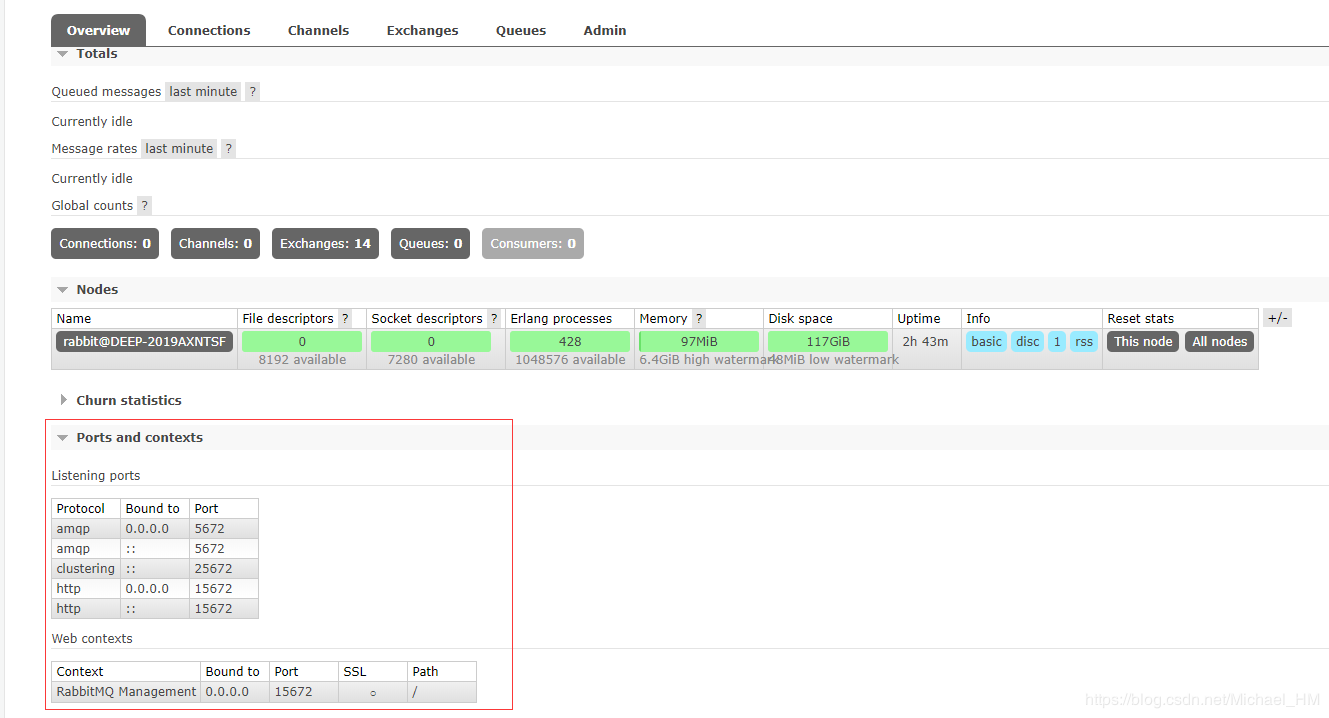 Overview Connections Channels Exchanges Queues Admin
Totals
Queued messages last minute ?
Currently idle
Message rates last minute ?
Currently idle
Global counts ?
Connections: 0 Channels: 0 Exchanges: 14 Queues: 0 Consumers: 0
Nodes
Name File descriptors ? Socket descriptors ? Erlang processes Memory ? Disk space Uptime Info Reset stats +/-
rabbit@DEEP-2019AXNTSF 0 0 428 97MiB 117GiB 2h 43m basic disc 1 rss This node All nodes
8192 available 7280 available 1048576 available 6.4GiB high watermark 48MiB low watermark
Churn statistics
Ports and contexts
Listening ports
Protocol Bound to Port
amqp 0.0.0.0 5672
amqp :: 5672
clustering :: 25672
http 0.0.0.0 15672
http :: 15672
Web contexts
Context Bound to Port SSL Path
RabbitMQ Management 0.0.0.0 15672 ○ /
https://blog.csdn.net/Michael_HM